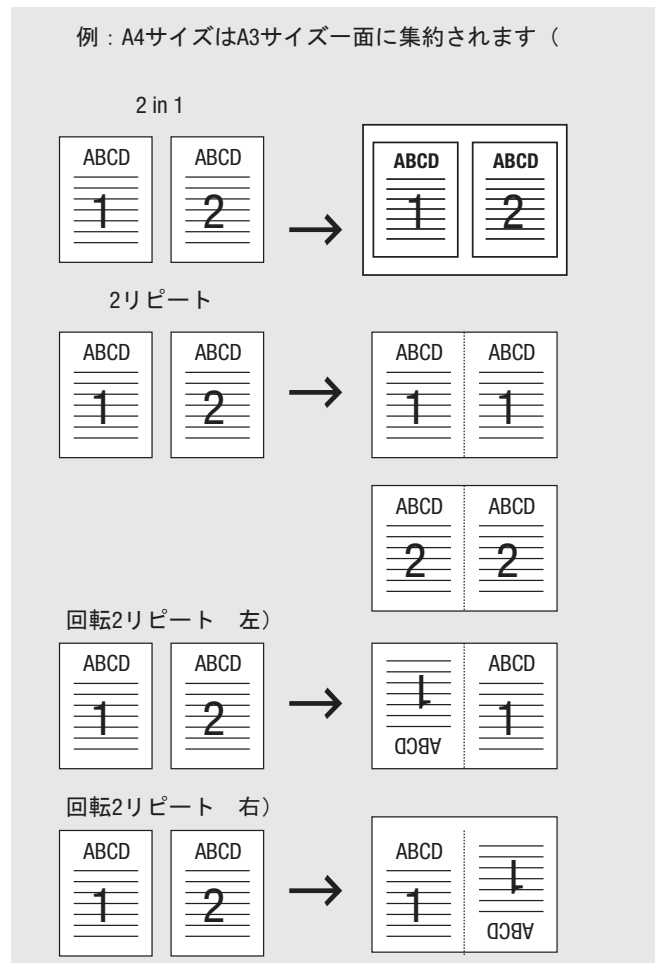 例：A4サイズはA3サイズ一面に集約されます（
2 in 1
ABCD ABCD ABCD ABCD
1 2 1 2
2リピート
ABCD ABCD ABCD ABCD
1 2 1 1
ABCD ABCD
2 2
回転2リピート　左）
ABCD ABCD ABCD
1 2 1 1
ABCD
回転2リピート　右）
ABCD ABCD ABCD
1 2 1 1
ABCD